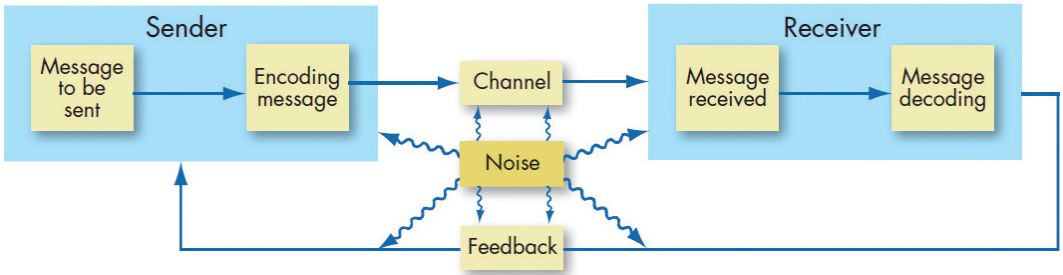 Sender
Message
to be
sent
Encoding
message
Channel
Receiver
Message
received
Message
decoding
Noise
Feedback